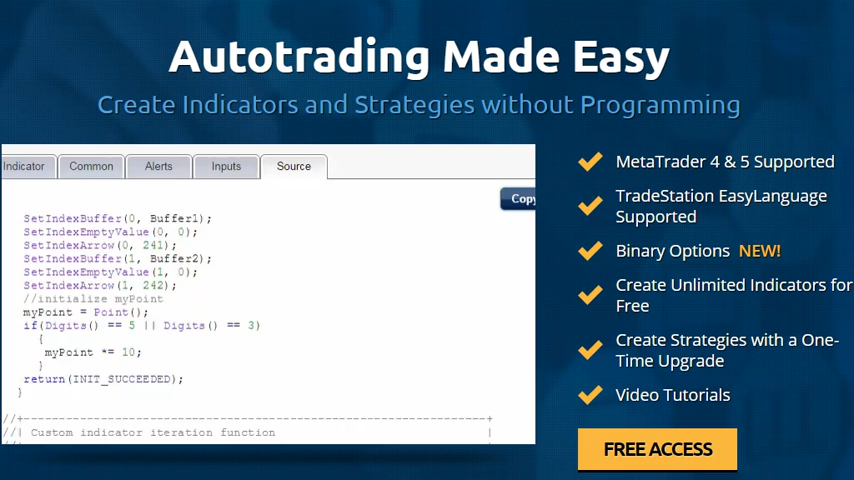 Autotrading Made Easy
Create Indicators and Strategies without Programming
Indicator
Common
Alerts
Inputs
Source
Copy
SetIndexBuffer(0, Buffer1);
SetIndexEmptyValue(0, 0);
SetIndexArrow(0, 241);
SetIndexBuffer(1, Buffer2);
SetIndexEmptyValue(1, 0);
SetIndexArrow(1, 242);
//initialize myPoint
myPoint = Point();
if(Digits() == 5 || Digits() == 3)
{
myPoint *= 10;
}
return(INIT_SUCCEEDED);
}
//+------------------------------------------------------------------+
//| Custom indicator iteration function |
MetaTrader 4 & 5 Supported
TradeStation EasyLanguage
Supported
Binary Options NEW!
Create Unlimited Indicators for
Free
Create Strategies with a One-
Time Upgrade
Video Tutorials
FREE ACCESS